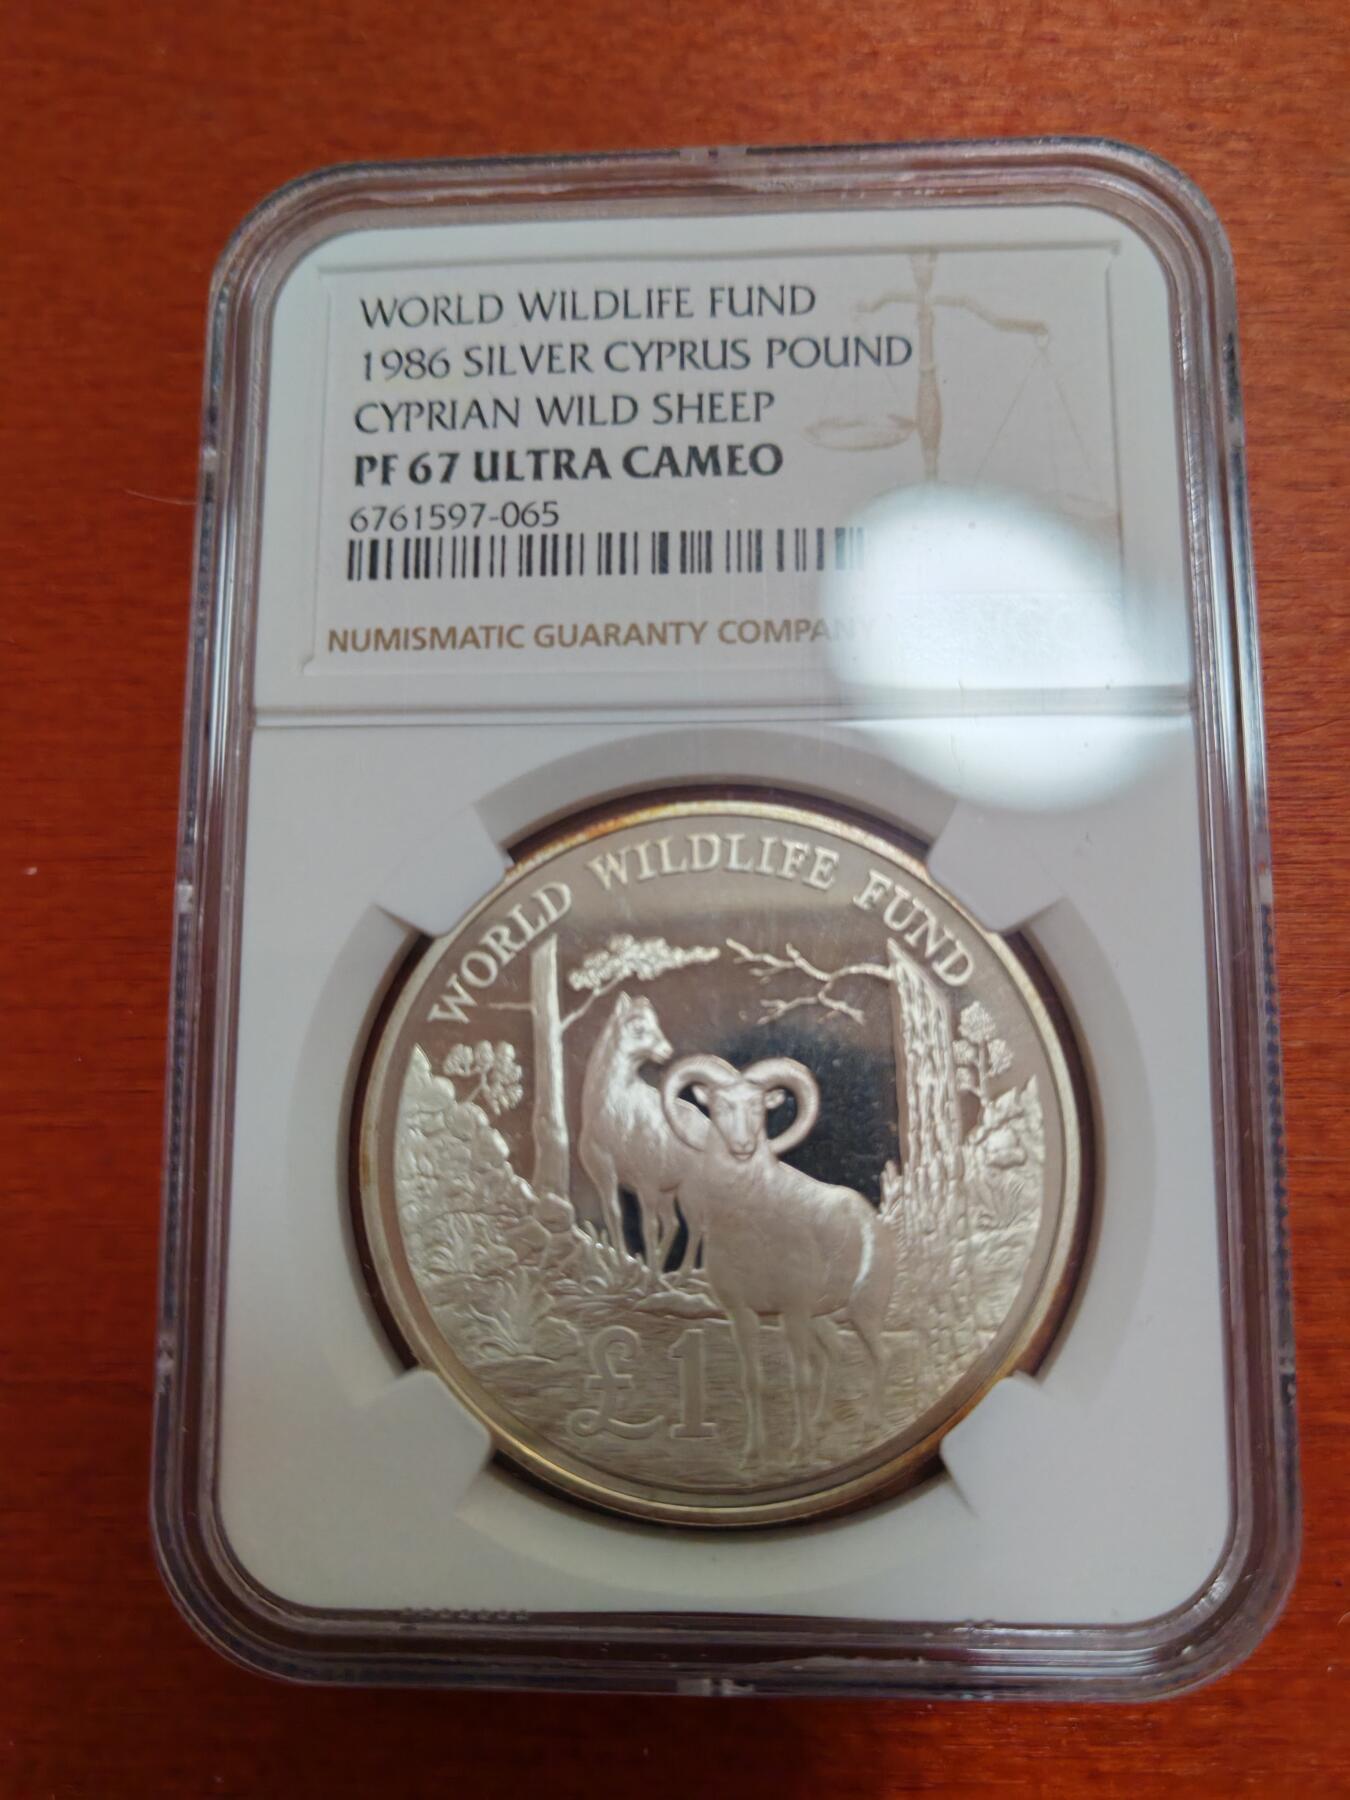 WORLD WILDLIFE FUND
1986 SILVER CYPRUS POUND
CYPRIAN WILD SHEEP
PF 67 ULTRA CAMEO
6761597-065
NUMISMATIC GUARANTY COMPANY
WORLD WILDLIFE FUND
£1